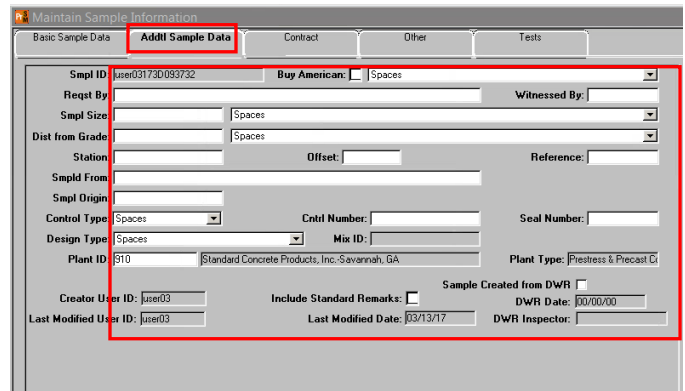 Maintain Sample Information
Basic Sample Data Addtl Sample Data Contract Other Tests
Smpl ID: user03173D093732 Buy American: Spaces
Reqst By: Witnessed By:
Smpl Size: Spaces
Dist from Grade: Spaces
Station: Offset: Reference:
Smpld From:
Smpl Origin:
Control Type: Spaces Cntrl Number: Seal Number:
Design Type: Spaces Mix ID:
Plant ID: 910 Standard Concrete Products, Inc.-Savannah, GA Plant Type: Prestress & Precast Co
Sample Created from DWR
Creator User ID: user03 Include Standard Remarks: DWR Date: 00/00/00
Last Modified User ID: user03 Last Modified Date: 03/13/17 DWR Inspector: